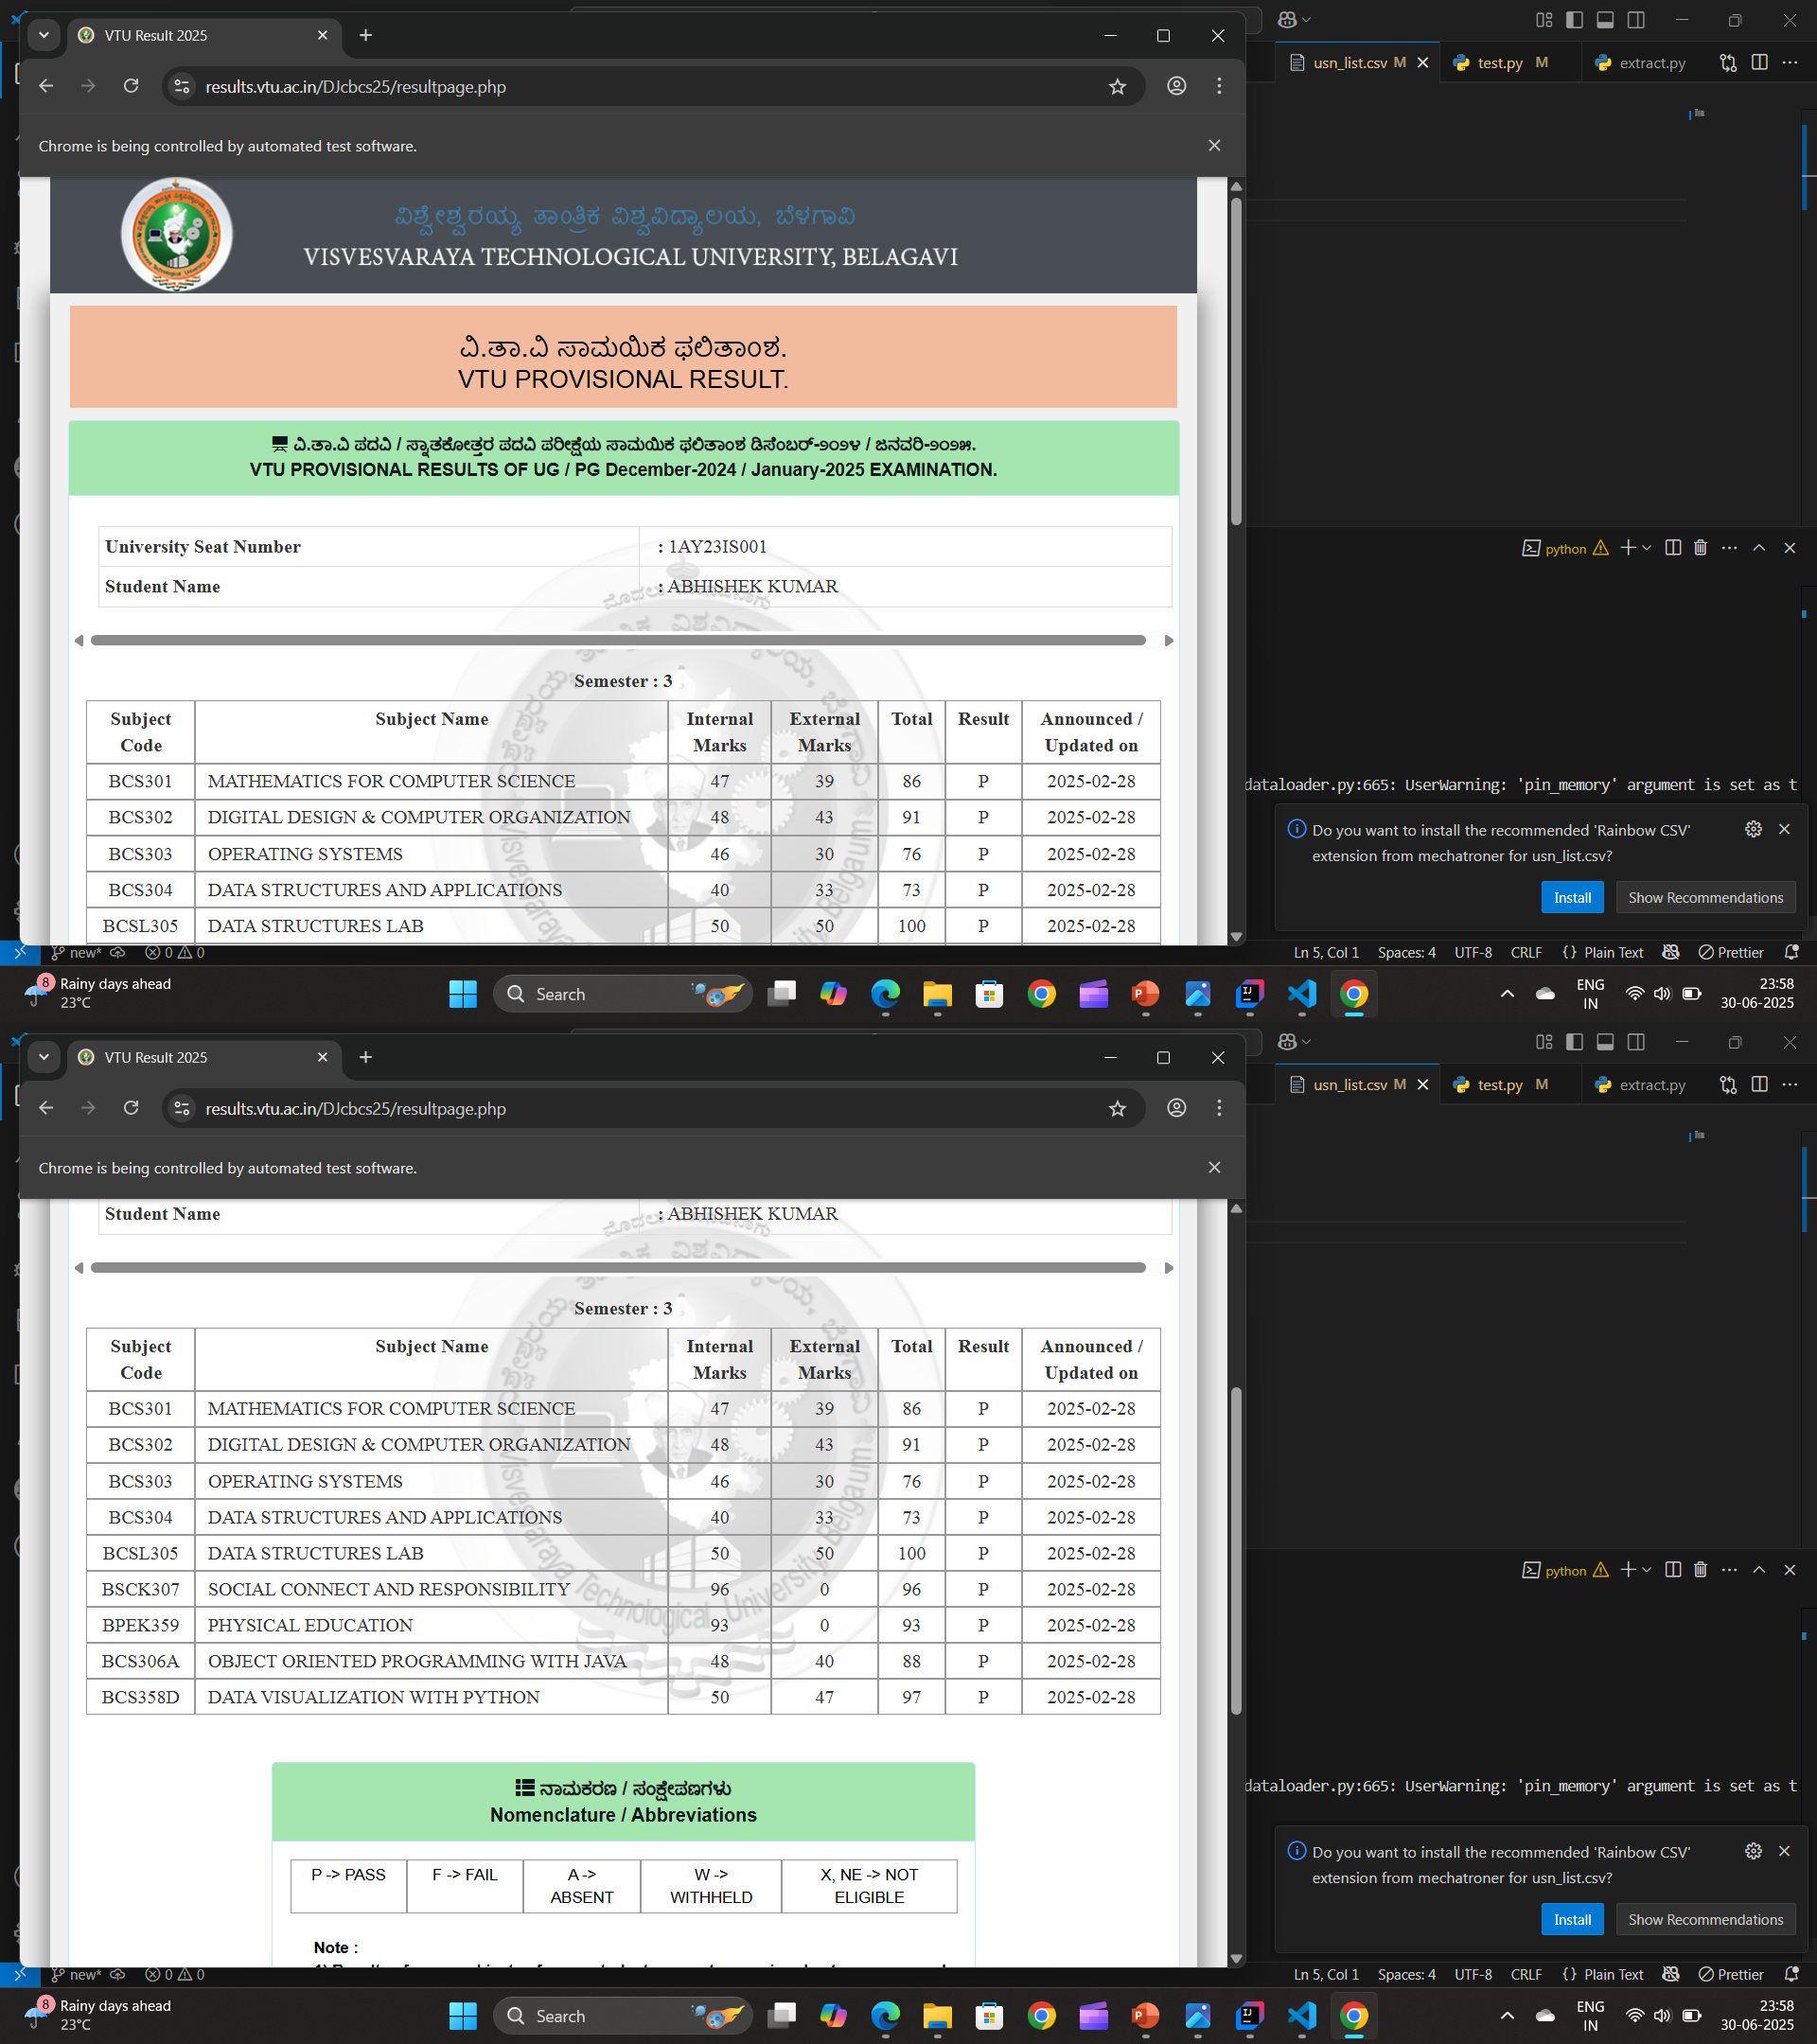 VTU Result 2025
results.vtu.ac.in/DJcbcs25/resultpage.php
usn_list.csv M
test.py M
extract.py
Chrome is being controlled by automated test software.
ವಿಶ್ವೇಶ್ವರಯ್ಯ ತಾಂತ್ರಿಕ ವಿಶ್ವವಿದ್ಯಾಲಯ, ಬೆಳಗಾವಿ
VISVESVARAYA TECHNOLOGICAL UNIVERSITY, BELAGAVI
ವಿ.ತಾ.ವಿ ಸಾಮಯಿಕ ಫಲಿತಾಂಶ.
VTU PROVISIONAL RESULT.
ವಿ.ತಾ.ವಿ ಪದವಿ / ಸ್ನಾತಕೋತ್ತರ ಪದವಿ ಪರೀಕ್ಷೆಯ ಸಾಮಯಿಕ ಫಲಿತಾಂಶ ಡಿಸೆಂಬರ್-೨೦೨೪ / ಜನವರಿ-೨೦೨೫.
VTU PROVISIONAL RESULTS OF UG / PG December-2024 / January-2025 EXAMINATION.
University Seat Number : 1AY23IS001
Student Name : ABHISHEK KUMAR
Semester : 3
Subject Code Subject Name Internal Marks External Marks Total Result Announced / Updated on
BCS301 MATHEMATICS FOR COMPUTER SCIENCE 47 39 86 P 2025-02-28
BCS302 DIGITAL DESIGN & COMPUTER ORGANIZATION 48 43 91 P 2025-02-28
BCS303 OPERATING SYSTEMS 46 30 76 P 2025-02-28
BCS304 DATA STRUCTURES AND APPLICATIONS 40 33 73 P 2025-02-28
BCSL305 DATA STRUCTURES LAB 50 50 100 P 2025-02-28
python
dataloader.py:665: UserWarning: 'pin_memory' argument is set as t
Do you want to install the recommended 'Rainbow CSV'
extension from mechatroner for usn_list.csv?
Install Show Recommendations
new* 0 0 Ln 5, Col 1 Spaces: 4 UTF-8 CRLF {} Plain Text Prettier
8 Rainy days ahead
23°C
Search
ENG
IN
23:58
30-06-2025
VTU Result 2025
results.vtu.ac.in/DJcbcs25/resultpage.php
usn_list.csv M
test.py M
extract.py
Chrome is being controlled by automated test software.
Student Name : ABHISHEK KUMAR
Semester : 3
Subject Code Subject Name Internal Marks External Marks Total Result Announced / Updated on
BCS301 MATHEMATICS FOR COMPUTER SCIENCE 47 39 86 P 2025-02-28
BCS302 DIGITAL DESIGN & COMPUTER ORGANIZATION 48 43 91 P 2025-02-28
BCS303 OPERATING SYSTEMS 46 30 76 P 2025-02-28
BCS304 DATA STRUCTURES AND APPLICATIONS 40 33 73 P 2025-02-28
BCSL305 DATA STRUCTURES LAB 50 50 100 P 2025-02-28
BSCK307 SOCIAL CONNECT AND RESPONSIBILITY 96 0 96 P 2025-02-28
BPEK359 PHYSICAL EDUCATION 93 0 93 P 2025-02-28
BCS306A OBJECT ORIENTED PROGRAMMING WITH JAVA 48 40 88 P 2025-02-28
BCS358D DATA VISUALIZATION WITH PYTHON 50 47 97 P 2025-02-28
ನಾಮಕರಣ / ಸಂಕ್ಷೇಪಣಗಳು
Nomenclature / Abbreviations
P -> PASS F -> FAIL A -> ABSENT W -> WITHHELD X, NE -> NOT ELIGIBLE
Note :
python
dataloader.py:665: UserWarning: 'pin_memory' argument is set as t
Do you want to install the recommended 'Rainbow CSV'
extension from mechatroner for usn_list.csv?
Install Show Recommendations
new* 0 0 Ln 5, Col 1 Spaces: 4 UTF-8 CRLF {} Plain Text Prettier
8 Rainy days ahead
23°C
Search
ENG
IN
23:58
30-06-2025